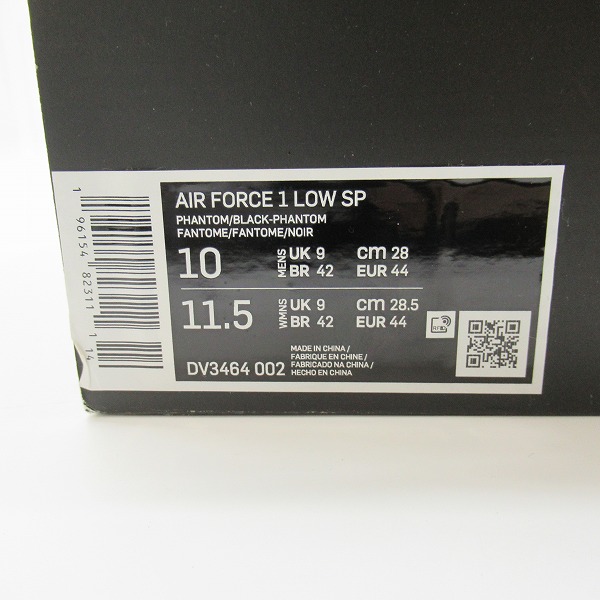 AIR FORCE 1 LOW SP
PHANTOM/BLACK-PHANTOM
FANTOME/FANTOME/NOIR
10 MENS UK 9 cm 28
BR 42 EUR 44
11.5 WMNS UK 9 cm 28.5
BR 42 EUR 44
RFID
DV3464 002
MADE IN CHINA /
FABRIQUE EN CHINE /
FABRICADO NA CHINA /
HECHO EN CHINA
1 96154 82311 1 14